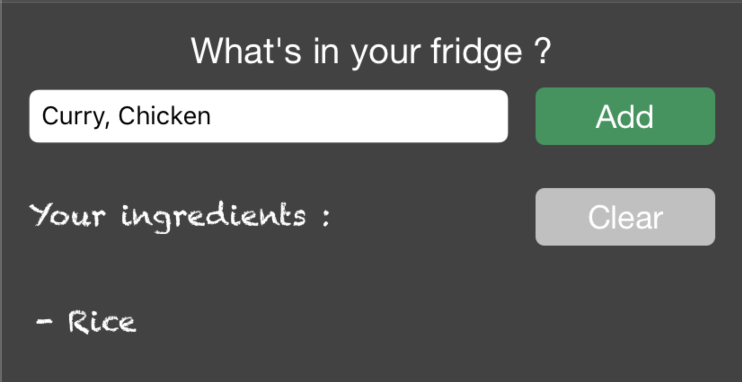 What's in your fridge ?
Curry, Chicken
Add
Your ingredients :
Clear
- Rice